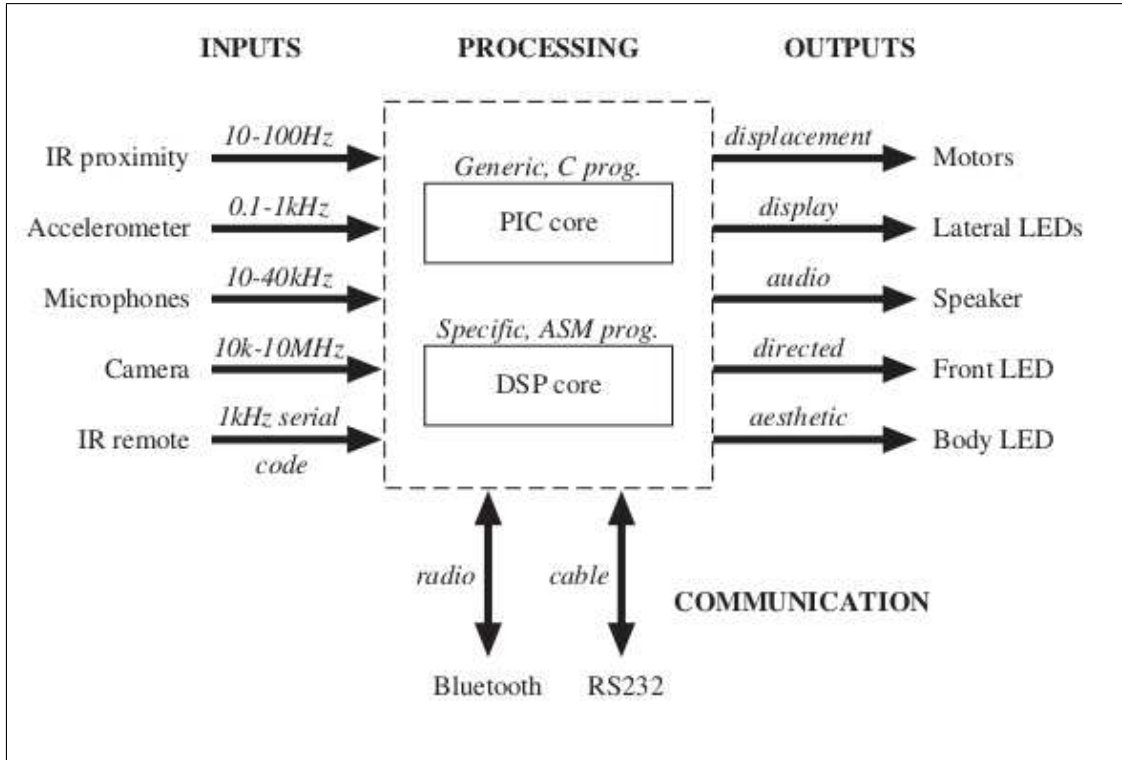 INPUTS PROCESSING OUTPUTS
10-100Hz displacement
IR proximity Motors
Generic, C prog.
0.1-1kHz PIC core display
Accelerometer Lateral LEDs
10-40kHz audio
Microphones Speaker
Specific, ASM prog.
10k-10MHz directed
Camera DSP core Front LED
1kHz serial aesthetic
IR remote Body LED
code
radio cable
COMMUNICATION
Bluetooth RS232